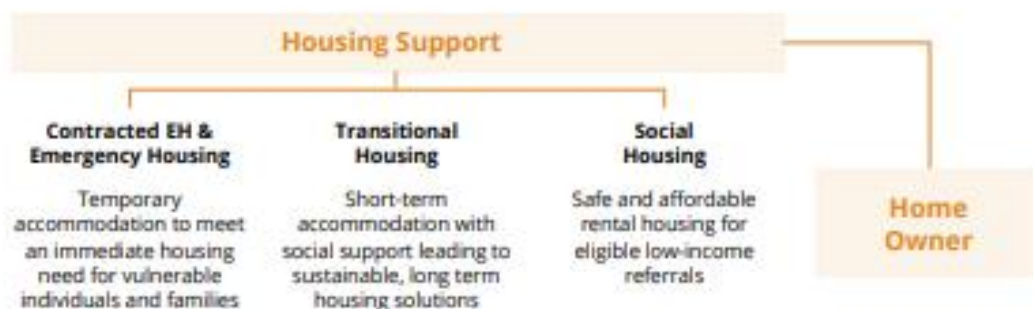 Housing Support
Contracted EH &
Emergency Housing
Temporary
accommodation to meet
an immediate housing
need for vulnerable
individuals and families
Transitional
Housing
Short-term
accommodation with
social support leading to
sustainable, long term
housing solutions
Social
Housing
Safe and affordable
rental housing for
eligible low-income
referrals
Home
Owner